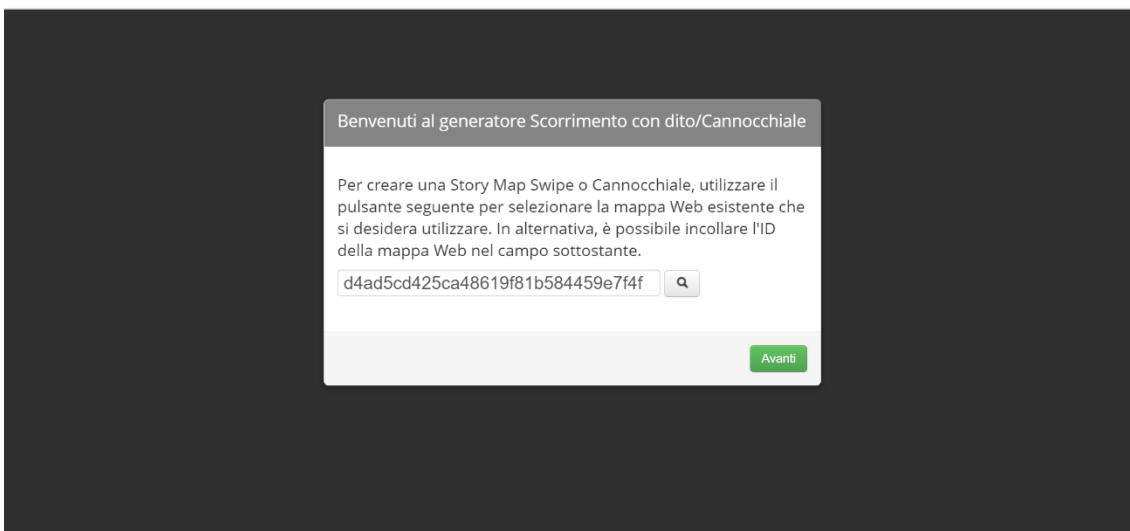 Benvenuti al generatore Scorrimento con dito/Cannocchiale
Per creare una Story Map Swipe o Cannocchiale, utilizzare il
pulsante seguente per selezionare la mappa Web esistente che
si desidera utilizzare. In alternativa, è possibile incollare l'ID
della mappa Web nel campo sottostante.
d4ad5cd425ca48619f81b584459e7f4f
Avanti